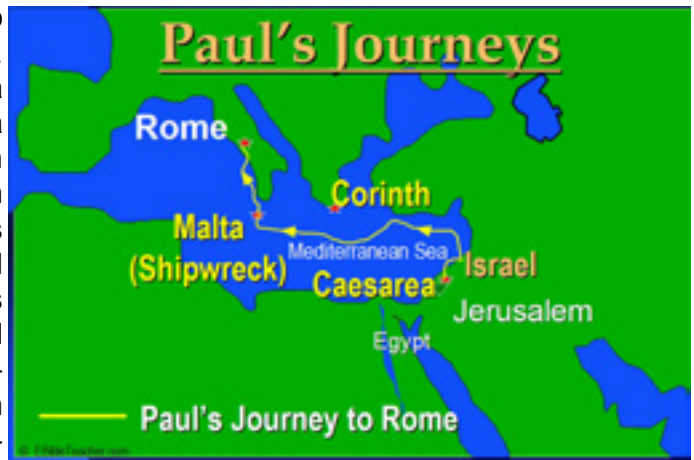 Paul's Journeys
Rome
Corinth
Malta
(Shipwreck)
Mediterranean Sea
Israel
Caesarea
Jerusalem
Egypt
Paul's Journey to Rome